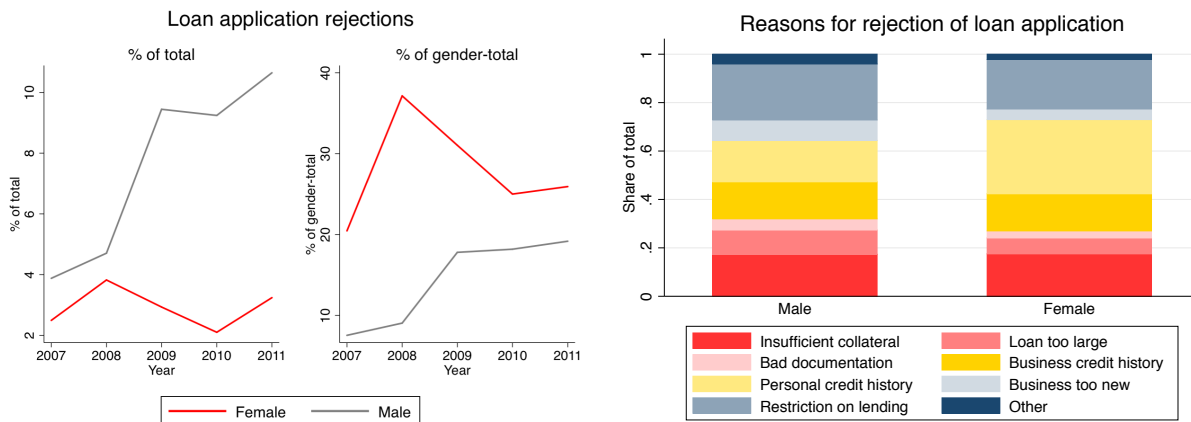 Loan application rejections
% of total
% of total
2 4 6 8 10
2007 2008 2009 2010 2011
Year
% of gender-total
% of gender-total
10 20 30 40
2007 2008 2009 2010 2011
Year
Female Male
Reasons for rejection of loan application
Share of total
0 .2 .4 .6 .8 1
Male Female
Insufficient collateral Loan too large
Bad documentation Business credit history
Personal credit history Business too new
Restriction on lending Other